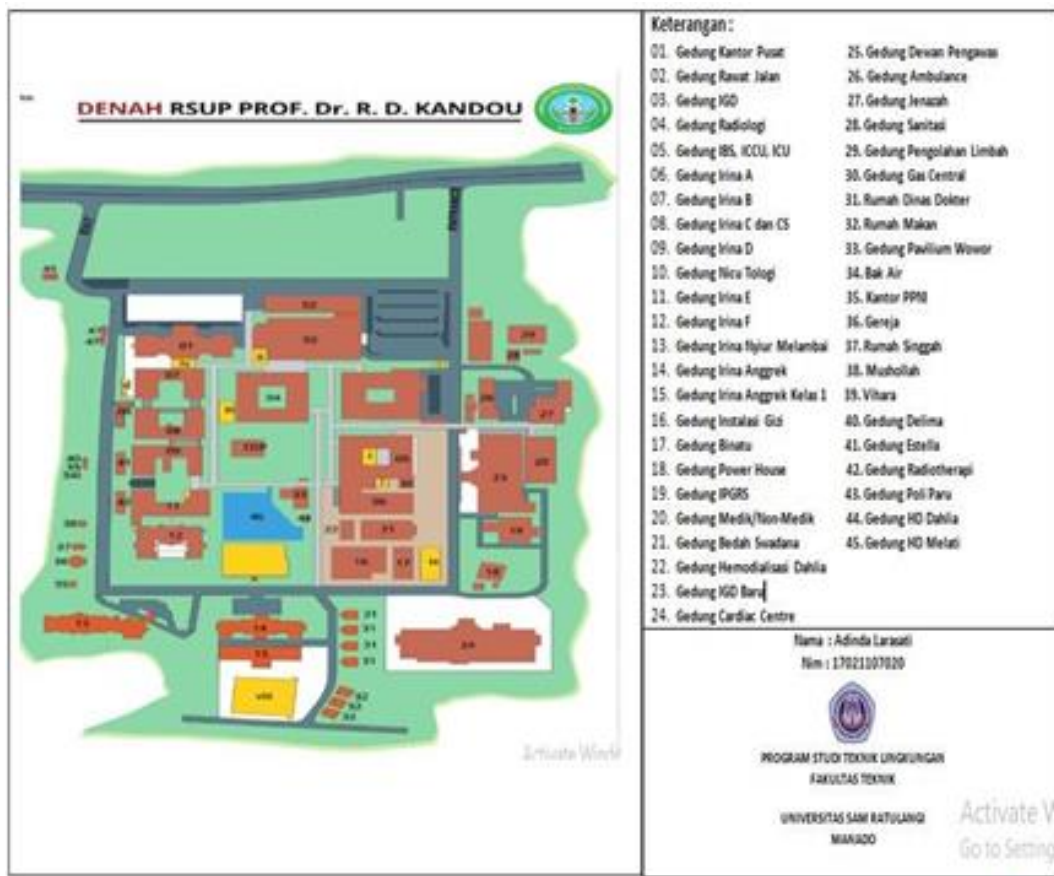 DENAH RSUP PROF. Dr. R. D. KANDOU
Keterangan :
01. Gedung Kantor Pusat
02. Gedung Rawat Jalan
03. Gedung IGD
04. Gedung Radiologi
05. Gedung IBS, ICCU, ICU
06. Gedung Irina A
07. Gedung Irina B
08. Gedung Irina C dan CS
09. Gedung Irina D
10. Gedung Nicu Tologi
11. Gedung Irina E
12. Gedung Irina F
13. Gedung Irina Nyiur Melambai
14. Gedung Irina Anggrek
15. Gedung Irina Anggrek Kelas 1
16. Gedung Instalasi Gizi
17. Gedung Binatu
18. Gedung Power House
19. Gedung IPGRS
20. Gedung Medik/Non-Medik
21. Gedung Bedah Swadana
22. Gedung Hemodialisasi Dahlia
23. Gedung IGD Baru
24. Gedung Cardiac Centre
25. Gedung Dewan Pengawas
26. Gedung Ambulance
27. Gedung Jenazah
28. Gedung Sanitasi
29. Gedung Pengolahan Limbah
30. Gedung Gas Central
31. Rumah Dinas Dokter
32. Rumah Makan
33. Gedung Pavilium Wowor
34. Bak Air
35. Kantor PPNI
36. Gereja
37. Rumah Singgah
38. Mushollah
39. Vihara
40. Gedung Delima
41. Gedung Estella
42. Gedung Radiotherapi
43. Gedung Poli Paru
44. Gedung HD Dahlia
45. Gedung HD Melati
Nama : Adinda Larasati
Nim : 17021107020
PROGRAM STUDI TEKNIK LINGKUNGAN
FAKULTAS TEKNIK
UNIVERSITAS SAM RATULANGI
MANADO
Activate Wind
Activate W
Go to Setting